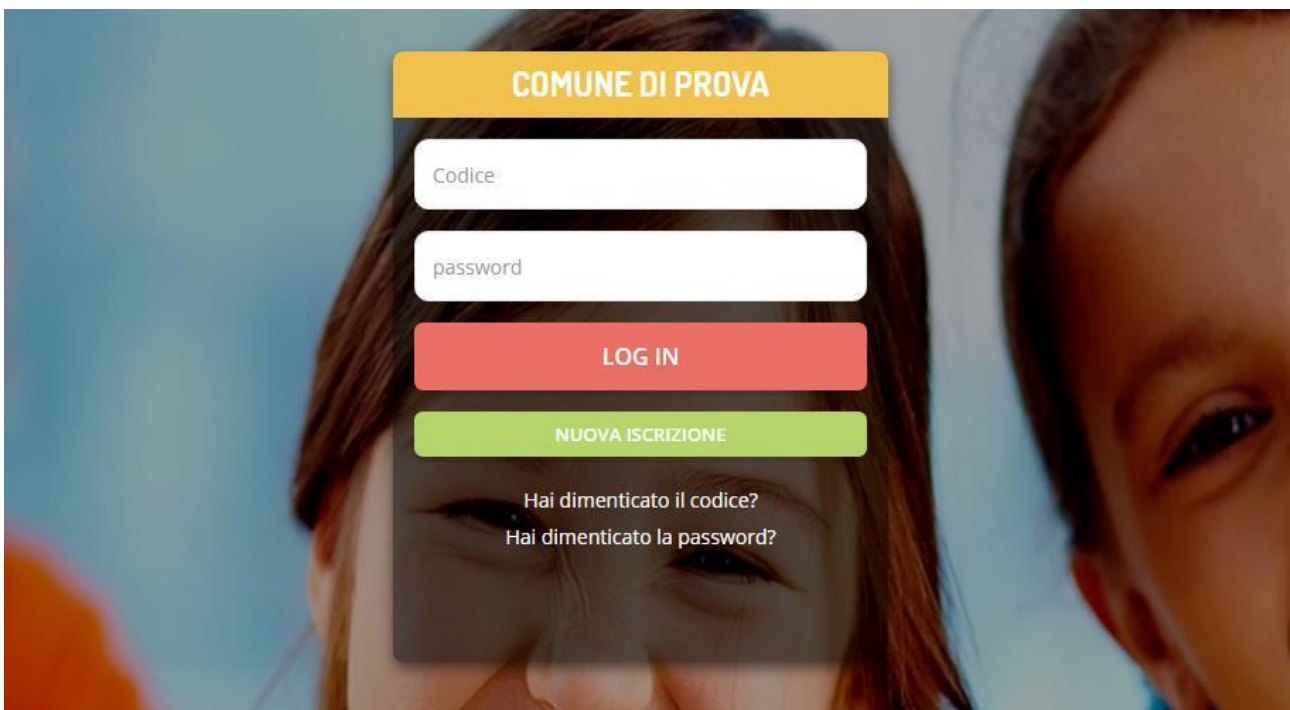 COMUNE DI PROVA
Codice
password
LOG IN
NUOVA ISCRIZIONE
Hai dimenticato il codice?
Hai dimenticato la password?